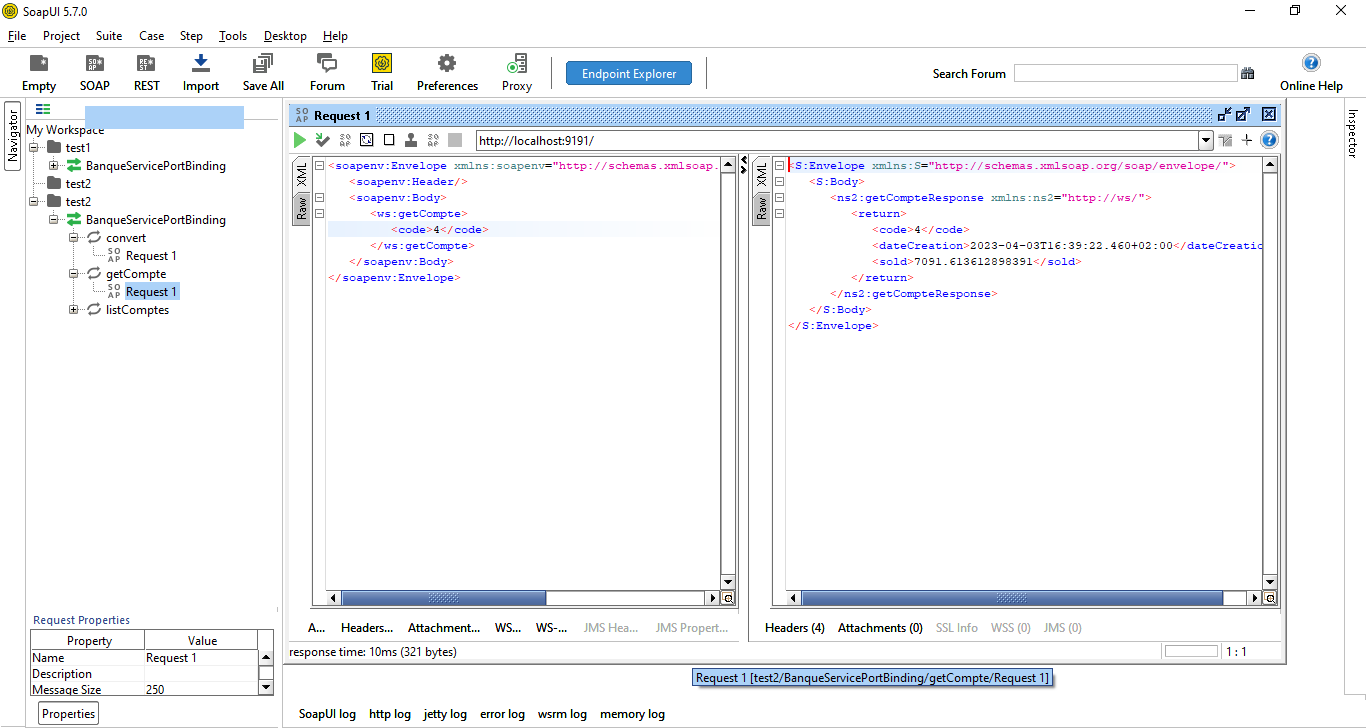 SoapUI 5.7.0
File Project Suite Case Step Tools Desktop Help
Empty SOAP REST Import Save All Forum Trial Preferences Proxy Endpoint Explorer Search Forum Online Help
Navigator
My Workspace
test1
BanqueServicePortBinding
test2
test2
BanqueServicePortBinding
convert
Request 1
getCompte
Request 1
listComptes
Request Properties
Property Value
Name Request 1
Description
Message Size 250
Properties
Request 1
http://localhost:9191/
XML
Raw
<soapenv:Envelope xmlns:soapenv="http://schemas.xmlsoap.
<soapenv:Header/>
<soapenv:Body>
<ws:getCompte>
<code>4</code>
</ws:getCompte>
</soapenv:Body>
</soapenv:Envelope>
A... Headers... Attachment... WS... WS-... JMS Hea... JMS Propert...
XML
Raw
<S:Envelope xmlns:S="http://schemas.xmlsoap.org/soap/envelope/">
<S:Body>
<ns2:getCompteResponse xmlns:ns2="http://ws/">
<return>
<code>4</code>
<dateCreation>2023-04-03T16:39:22.460+02:00</dateCreatio
<sold>7091.613612898391</sold>
</return>
</ns2:getCompteResponse>
</S:Body>
</S:Envelope>
Headers (4) Attachments (0) SSL Info WSS (0) JMS (0)
response time: 10ms (321 bytes) 1 : 1
Request 1 [test2/BanqueServicePortBinding/getCompte/Request 1]
SoapUI log http log jetty log error log wsrm log memory log
Inspector